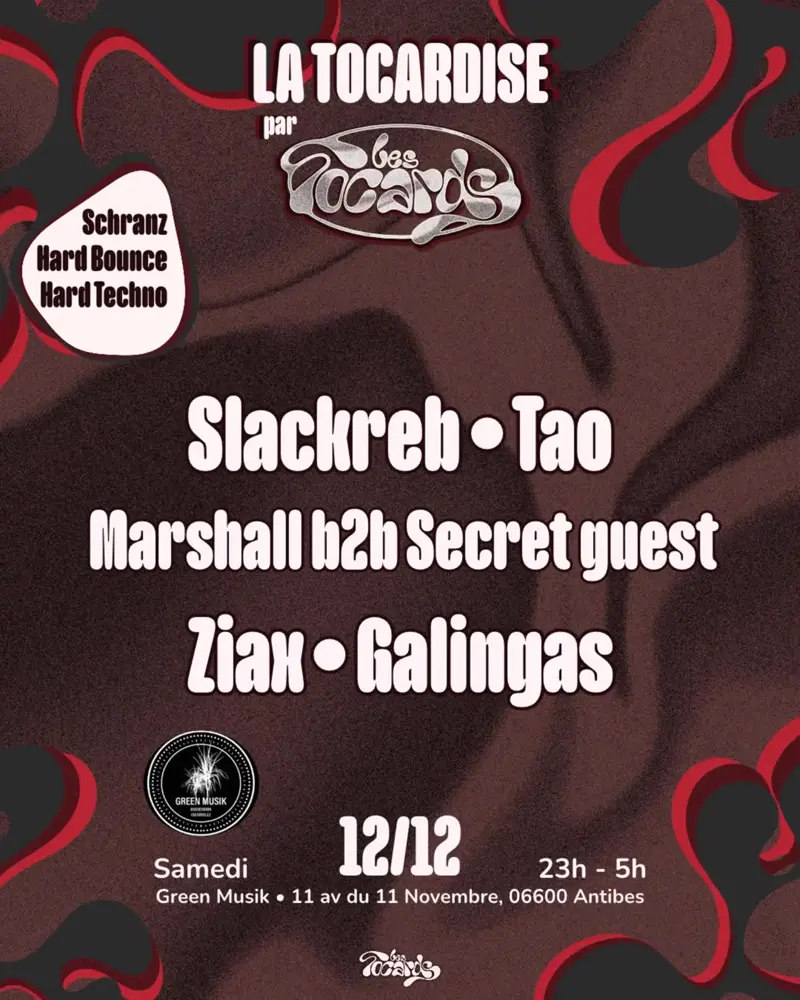 LA TOCARDISE
par
Les
Tocards
Schranz
Hard Bounce
Hard Techno
Slackreb • Tao
Marshall b2b Secret guest
Ziax • Galingas
GREEN MUSIK
Samedi
12/12
23h - 5h
Green Musik • 11 av du 11 Novembre, 06600 Antibes
Les
Tocards